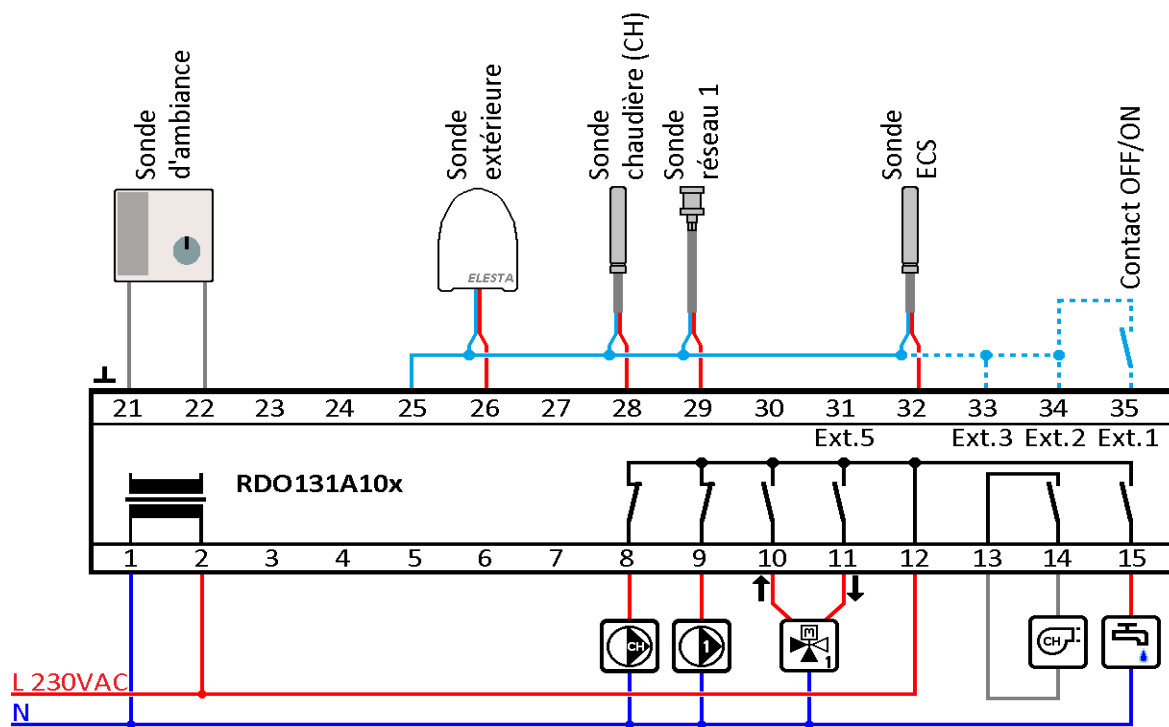 Sonde
d'ambiance
Sonde
extérieure
Sonde
chaudière (CH)
Sonde
réseau 1
Sonde
ECS
Contact OFF/ON
ELESTA
21 22 23 24 25 26 27 28 29 30 31 32 33 34 35
Ext.5 Ext.3 Ext.2 Ext.1
RDO131A10x
1 2 3 4 5 6 7 8 9 10 11 12 13 14 15
CH 1 M 1 CH
L 230VAC
N